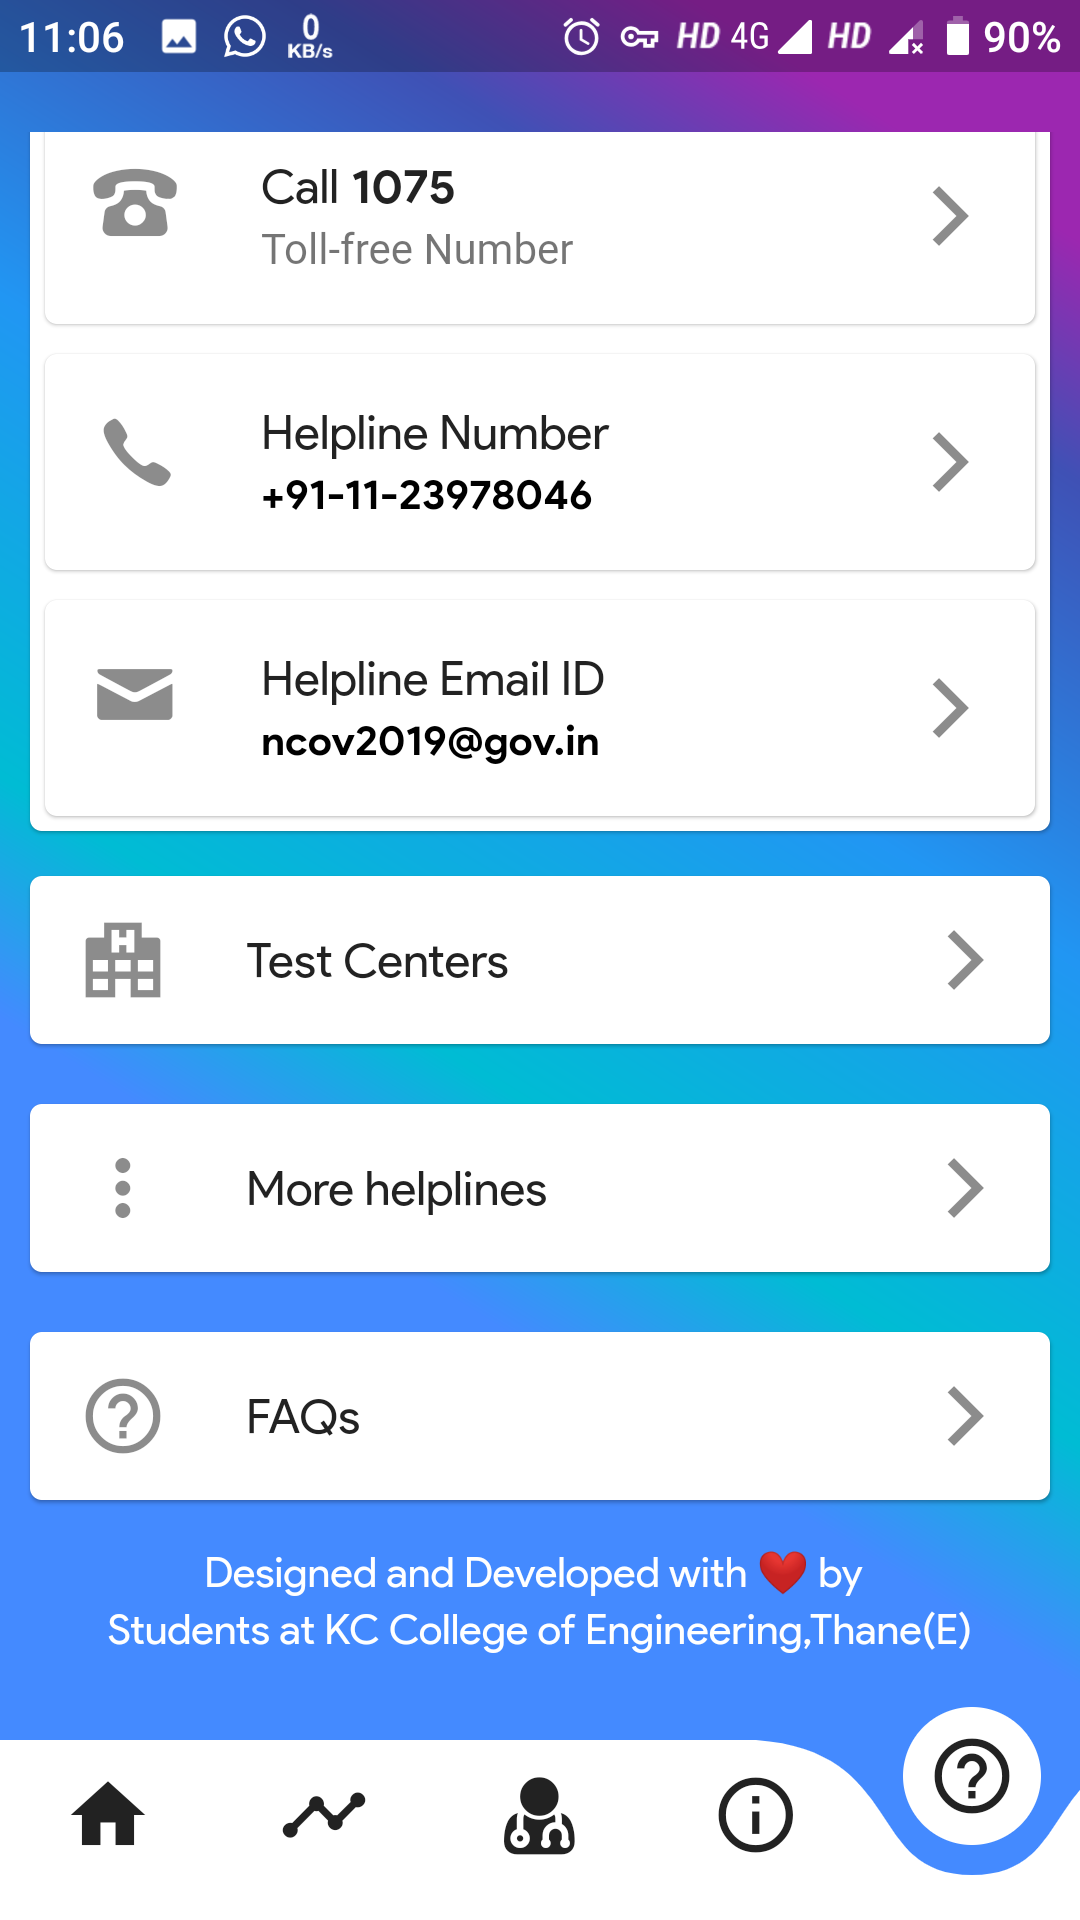 11:06 0 KB/s HD 4G HD 90%
Call 1075
Toll-free Number
Helpline Number
+91-11-23978046
Helpline Email ID
ncov2019@gov.in
Test Centers
More helplines
FAQs
Designed and Developed with ❤️ by
Students at KC College of Engineering,Thane(E)